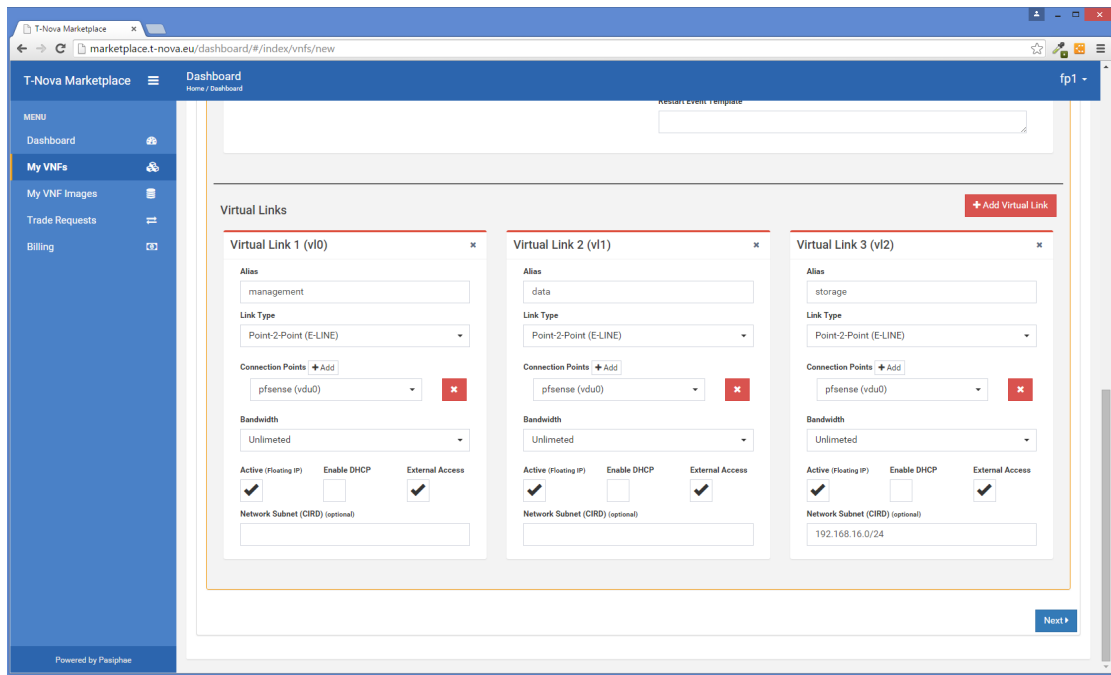 T-Nova Marketplace
marketplace.t-nova.eu/dashboard/#/index/vnfs/new
T-Nova Marketplace
Dashboard
Home / Dashboard
fp1
MENU
Dashboard
My VNFs
My VNF Images
Trade Requests
Billing
Powered by Pasiphae
Restart Event Template
Virtual Links
+ Add Virtual Link
Virtual Link 1 (vl0)
Alias
management
Link Type
Point-2-Point (E-LINE)
Connection Points + Add
pfsense (vdu0)
Bandwidth
Unlimeted
Active (Floating IP) Enable DHCP External Access
Network Subnet (CIRD) (optional)
Virtual Link 2 (vl1)
Alias
data
Link Type
Point-2-Point (E-LINE)
Connection Points + Add
pfsense (vdu0)
Bandwidth
Unlimeted
Active (Floating IP) Enable DHCP External Access
Network Subnet (CIRD) (optional)
Virtual Link 3 (vl2)
Alias
storage
Link Type
Point-2-Point (E-LINE)
Connection Points + Add
pfsense (vdu0)
Bandwidth
Unlimeted
Active (Floating IP) Enable DHCP External Access
Network Subnet (CIRD) (optional)
192.168.16.0/24
Next